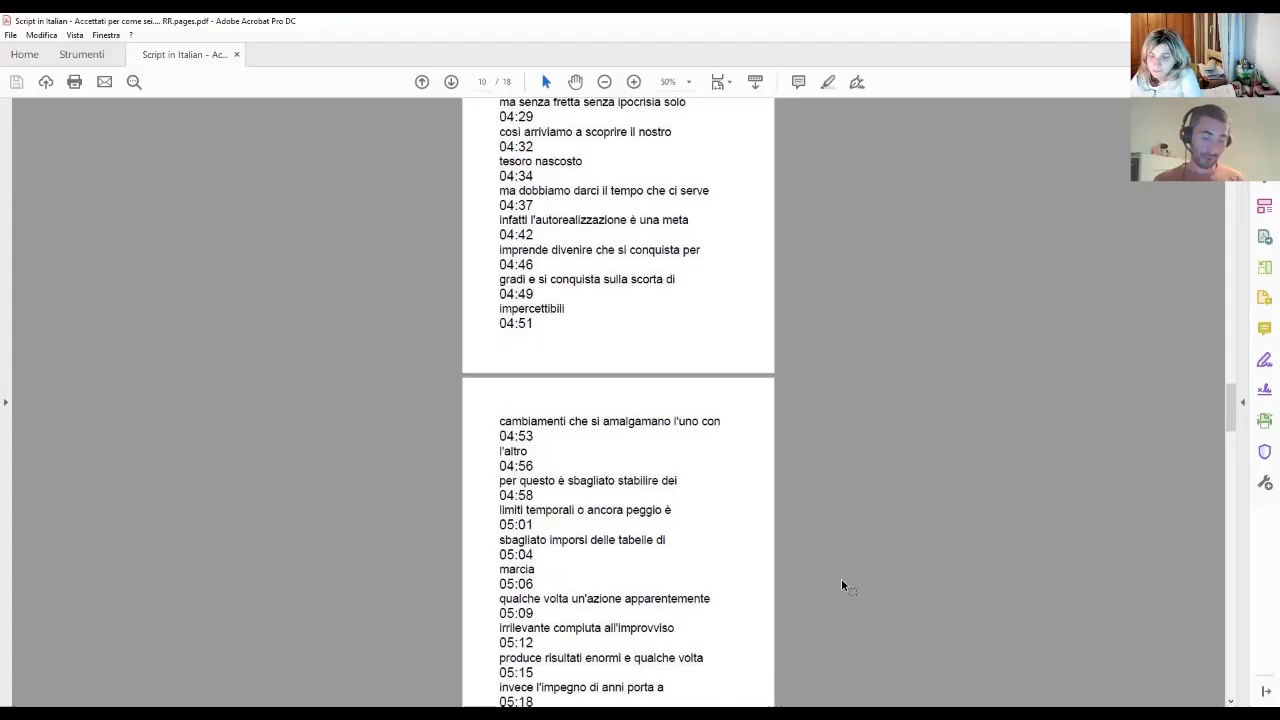 Script in Italian - Accettati per come sei.... RR.pages.pdf - Adobe Acrobat Pro DC
File Modifica Vista Finestra ?
Home Strumenti Script in Italian - Ac... ×
10 / 18 50%
ma senza fretta senza ipocrisia solo
04:29
così arriviamo a scoprire il nostro
04:32
tesoro nascosto
04:34
ma dobbiamo darci il tempo che ci serve
04:37
infatti l'autorealizzazione è una meta
04:42
imprende divenire che si conquista per
04:46
gradi e si conquista sulla scorta di
04:49
impercettibili
04:51
cambiamenti che si amalgamano l'uno con
04:53
l'altro
04:56
per questo è sbagliato stabilire dei
04:58
limiti temporali o ancora peggio è
05:01
sbagliato imporsi delle tabelle di
05:04
marcia
05:06
qualche volta un'azione apparentemente
05:09
irrilevante compiuta all'improvviso
05:12
produce risultati enormi e qualche volta
05:15
invece l'impegno di anni porta a
05:18